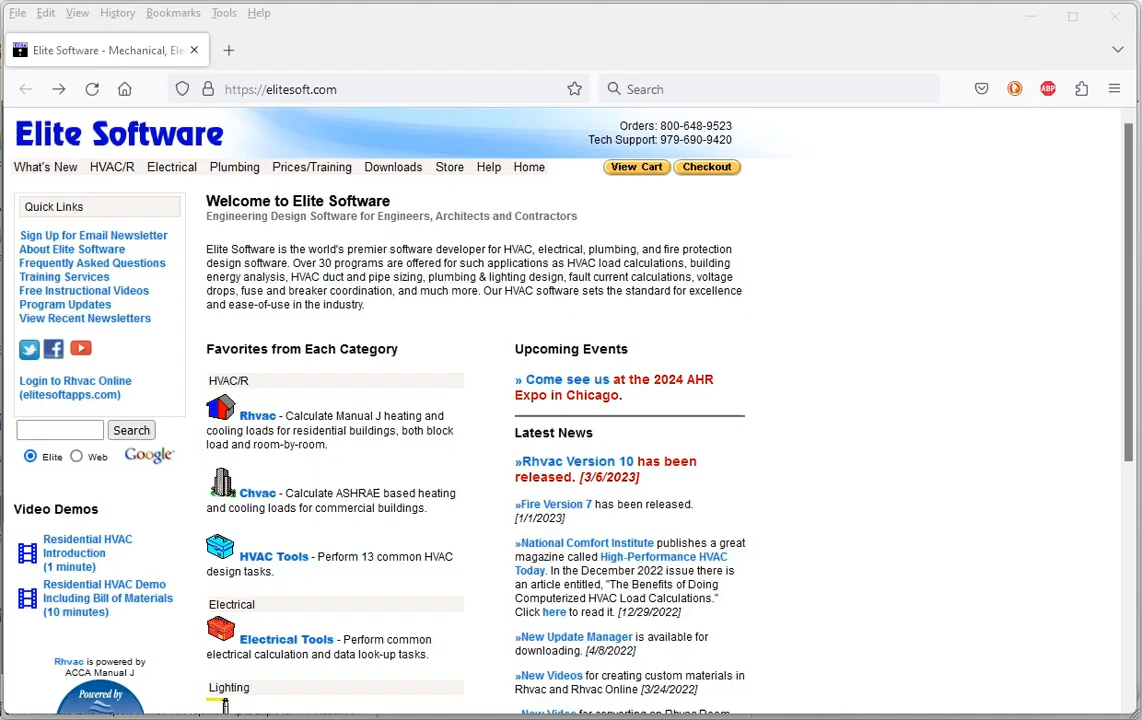 File Edit View History Bookmarks Tools Help
Elite Software - Mechanical, Ele
https://elitesoft.com
Search
ABP
Elite Software
Orders: 800-648-9523
Tech Support: 979-690-9420
What's New HVAC/R Electrical Plumbing Prices/Training Downloads Store Help Home
View Cart Checkout
Quick Links
Sign Up for Email Newsletter
About Elite Software
Frequently Asked Questions
Training Services
Free Instructional Videos
Program Updates
View Recent Newsletters
Login to Rhvac Online
(elitesoftapps.com)
Search
Elite Web Google
Video Demos
Residential HVAC
Introduction
(1 minute)
Residential HVAC Demo
Including Bill of Materials
(10 minutes)
Rhvac is powered by
ACCA Manual J
Powered by
Welcome to Elite Software
Engineering Design Software for Engineers, Architects and Contractors
Elite Software is the world's premier software developer for HVAC, electrical, plumbing, and fire protection
design software. Over 30 programs are offered for such applications as HVAC load calculations, building
energy analysis, HVAC duct and pipe sizing, plumbing & lighting design, fault current calculations, voltage
drops, fuse and breaker coordination, and much more. Our HVAC software sets the standard for excellence
and ease-of-use in the industry.
Favorites from Each Category
HVAC/R
Rhvac - Calculate Manual J heating and
cooling loads for residential buildings, both block
load and room-by-room.
Chvac - Calculate ASHRAE based heating
and cooling loads for commercial buildings.
HVAC Tools - Perform 13 common HVAC
design tasks.
Electrical
Electrical Tools - Perform common
electrical calculation and data look-up tasks.
Lighting
Upcoming Events
» Come see us at the 2024 AHR
Expo in Chicago.
Latest News
»Rhvac Version 10 has been
released. [3/6/2023]
»Fire Version 7 has been released.
[1/1/2023]
»National Comfort Institute publishes a great
magazine called High-Performance HVAC
Today. In the December 2022 issue there is
an article entitled, "The Benefits of Doing
Computerized HVAC Load Calculations."
Click here to read it. [12/29/2022]
»New Update Manager is available for
downloading. [4/8/2022]
»New Videos for creating custom materials in
Rhvac and Rhvac Online [3/24/2022]